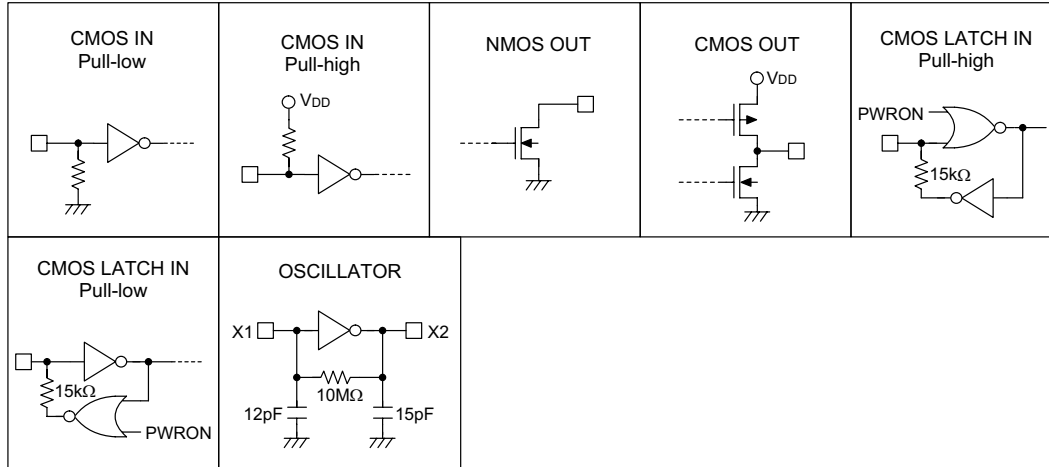 CMOS IN
Pull-low
CMOS IN
Pull-high
VDD
NMOS OUT
CMOS OUT
VDD
CMOS LATCH IN
Pull-high
PWRON
15kΩ
CMOS LATCH IN
Pull-low
15kΩ
PWRON
OSCILLATOR
X1
X2
10MΩ
12pF
15pF